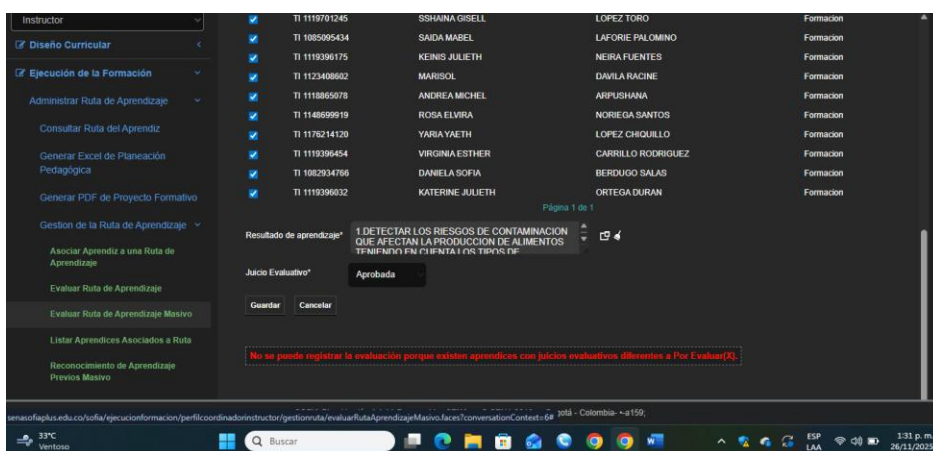 Instructor
Diseño Curricular
Ejecución de la Formación
Administrar Ruta de Aprendizaje
Consultar Ruta del Aprendiz
Generar Excel de Planeación
Pedagógica
Generar PDF de Proyecto Formativo
Gestion de la Ruta de Aprendizaje
Asociar Aprendiz a una Ruta de
Aprendizaje
Evaluar Ruta de Aprendizaje
Evaluar Ruta de Aprendizaje Masivo
Listar Aprendices Asociados a Ruta
Reconocimiento de Aprendizaje
Previos Masivo
TI 1119701245 SSHAINA GISELL LOPEZ TORO Formacion
TI 1085095434 SAIDA MABEL LAFORIE PALOMINO Formacion
TI 1119396175 KEINIS JULIETH NEIRA FUENTES Formacion
TI 1123408602 MARISOL DAVILA RACINE Formacion
TI 1118865078 ANDREA MICHEL ARPUSHANA Formacion
TI 1148699919 ROSA ELVIRA NORIEGA SANTOS Formacion
TI 1176214120 YARIA YAETH LOPEZ CHIQUILLO Formacion
TI 1119396454 VIRGINIA ESTHER CARRILLO RODRIGUEZ Formacion
TI 1082934766 DANIELA SOFIA BERDUGO SALAS Formacion
TI 1119396032 KATERINE JULIETH ORTEGA DURAN Formacion
Página 1 de 1
Resultado de aprendizaje* 1.DETECTAR LOS RIESGOS DE CONTAMINACION
QUE AFECTAN LA PRODUCCION DE ALIMENTOS
TENIENDO EN CUENTA LOS TIPOS DE
Juicio Evaluativo* Aprobada
Guardar Cancelar
No se puede registrar la evaluación porque existen aprendices con juicios evaluativos diferentes a Por Evaluar(X).
senasofiaplus.edu.co/sofia/ejecucionformacion/perfilcoordinadorinstructor/gestionruta/evaluarRutaAprendizajeMasivo.faces?conversationContext=6# otá - Colombia- •-a159;
33°C
Ventoso
Buscar
ESP
LAA
1:31 p. m.
26/11/2025